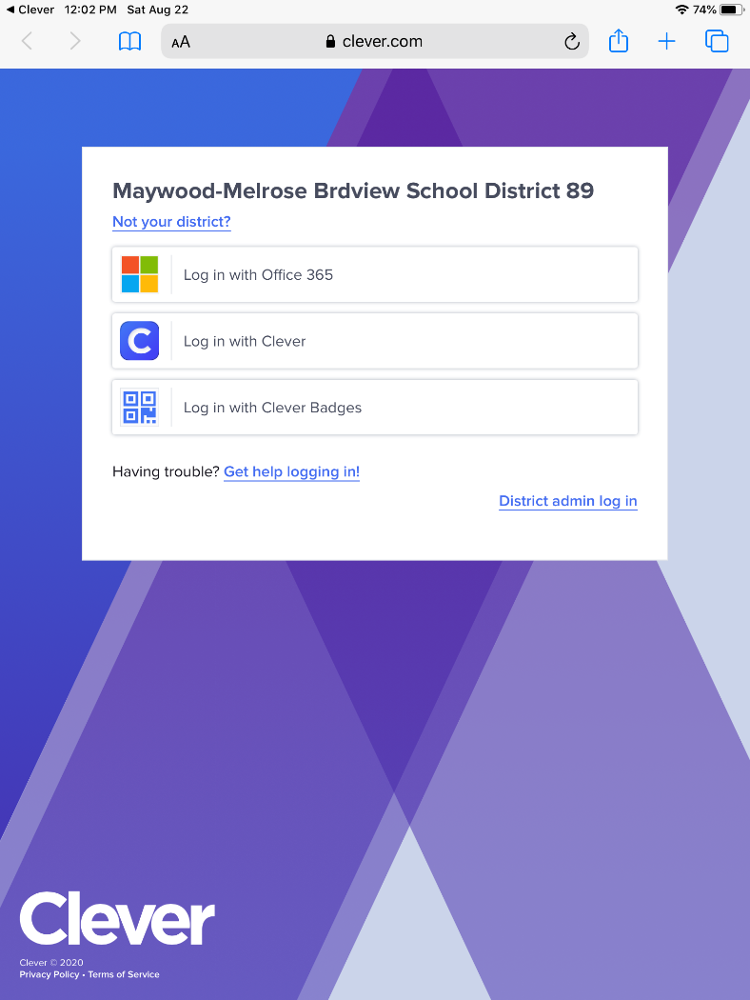 Clever 12:02 PM Sat Aug 22 74%
AA clever.com
Maywood-Melrose Brdview School District 89
Not your district?
Log in with Office 365
C Log in with Clever
Log in with Clever Badges
Having trouble? Get help logging in!
District admin log in
Clever
Clever © 2020
Privacy Policy • Terms of Service